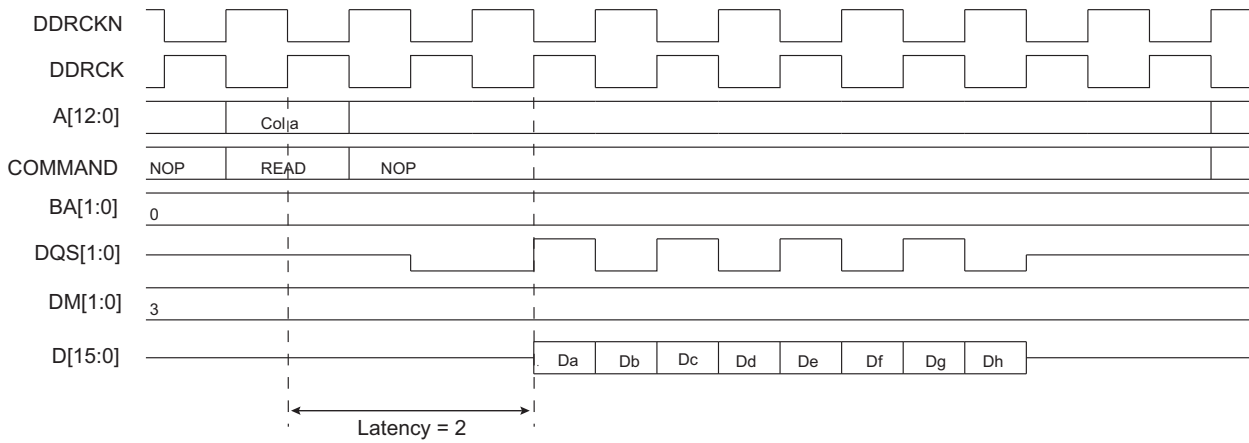 DDRCKN
DDRCK
A[12:0] Col a
COMMAND NOP READ NOP
BA[1:0] 0
DQS[1:0]
DM[1:0] 3
D[15:0] Da Db Dc Dd De Df Dg Dh
Latency = 2